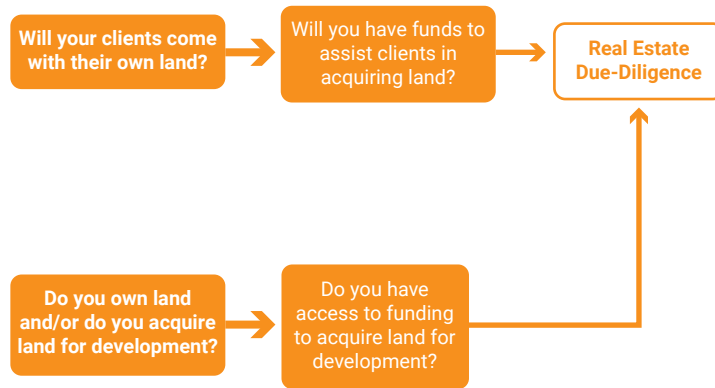 Will your clients come
with their own land?
Will you have funds to
assist clients in
acquiring land?
Real Estate
Due-Diligence
Do you own land
and/or do you acquire
land for development?
Do you have
access to funding
to acquire land for
development?